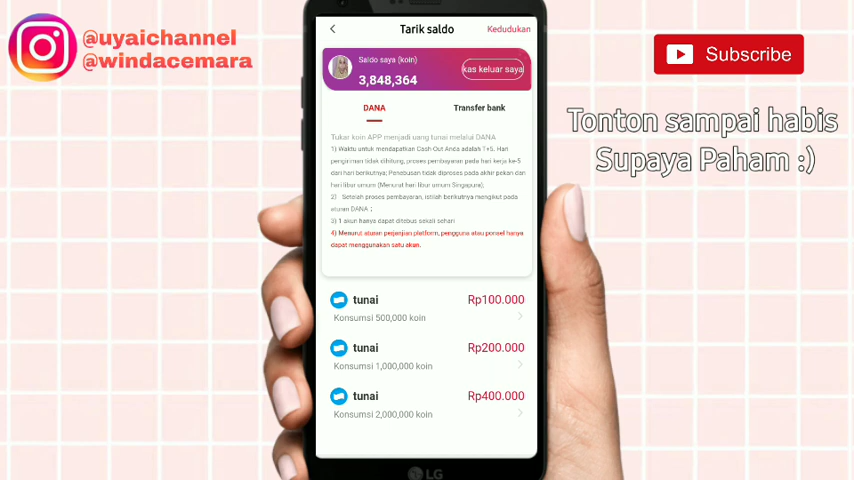 @uyaichannel
@windacemara
Tarik saldo
Kedudukan
Saldo saya (koin)
3,848,364
kas keluar saya
DANA
Transfer bank
Tukar koin APP menjadi uang tunai melalui DANA
1) Waktu untuk mendapatkan Cash Out Anda adalah T+5. Hari
pengiriman tidak dihitung, proses pembayaran pada hari kerja ke-5
dari hari berikutnya; Penebusan tidak diproses pada akhir pekan dan
hari libur umum (Menurut hari libur umum Singapura),
2) Setelah proses pembayaran, istilah berikutnya mengikut pada
aturan DANA ;
3) 1 akun hanya dapat ditebus sekali sehari
4) Menurut aturan perjanjian platform, pengguna atau ponsel hanya
dapat menggunakan satu akun.
tunai
Rp100.000
Konsumsi 500,000 koin
tunai
Rp200.000
Konsumsi 1,000,000 koin
tunai
Rp400.000
Konsumsi 2,000,000 koin
LG
Subscribe
Tonton sampai habis
Supaya Paham :)